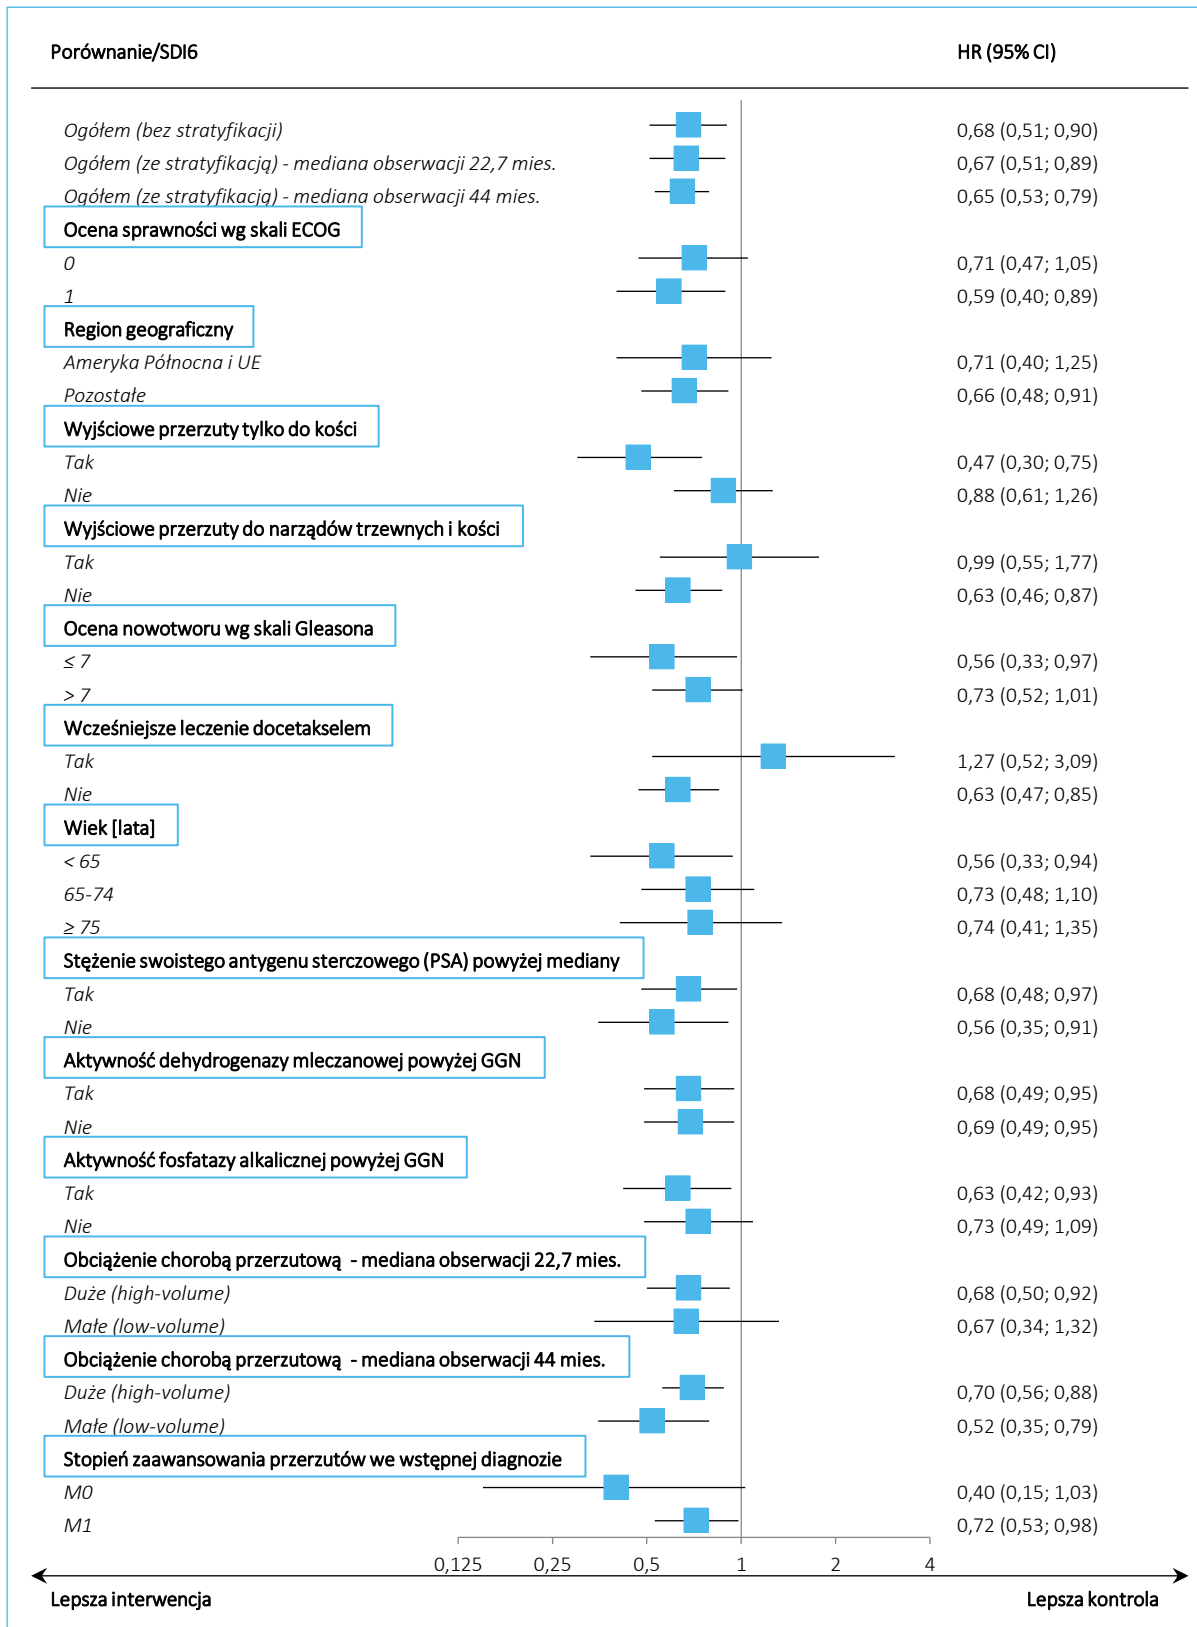 Porównanie/SDI6 HR (95% CI)
Ogółem (bez stratyfikacji) 0,68 (0,51; 0,90)
Ogółem (ze stratyfikacją) - mediana obserwacji 22,7 mies. 0,67 (0,51; 0,89)
Ogółem (ze stratyfikacją) - mediana obserwacji 44 mies. 0,65 (0,53; 0,79)
Ocena sprawności wg skali ECOG
0 0,71 (0,47; 1,05)
1 0,59 (0,40; 0,89)
Region geograficzny
Ameryka Północna i UE 0,71 (0,40; 1,25)
Pozostałe 0,66 (0,48; 0,91)
Wyjściowe przerzuty tylko do kości
Tak 0,47 (0,30; 0,75)
Nie 0,88 (0,61; 1,26)
Wyjściowe przerzuty do narządów trzewnych i kości
Tak 0,99 (0,55; 1,77)
Nie 0,63 (0,46; 0,87)
Ocena nowotworu wg skali Gleasona
≤ 7 0,56 (0,33; 0,97)
> 7 0,73 (0,52; 1,01)
Wcześniejsze leczenie docetakselem
Tak 1,27 (0,52; 3,09)
Nie 0,63 (0,47; 0,85)
Wiek [lata]
< 65 0,56 (0,33; 0,94)
65-74 0,73 (0,48; 1,10)
≥ 75 0,74 (0,41; 1,35)
Stężenie swoistego antygenu sterczowego (PSA) powyżej mediany
Tak 0,68 (0,48; 0,97)
Nie 0,56 (0,35; 0,91)
Aktywność dehydrogenazy mleczanowej powyżej GGN
Tak 0,68 (0,49; 0,95)
Nie 0,69 (0,49; 0,95)
Aktywność fosfatazy alkalicznej powyżej GGN
Tak 0,63 (0,42; 0,93)
Nie 0,73 (0,49; 1,09)
Obciążenie chorobą przerzutową - mediana obserwacji 22,7 mies.
Duże (high-volume) 0,68 (0,50; 0,92)
Małe (low-volume) 0,67 (0,34; 1,32)
Obciążenie chorobą przerzutową - mediana obserwacji 44 mies.
Duże (high-volume) 0,70 (0,56; 0,88)
Małe (low-volume) 0,52 (0,35; 0,79)
Stopień zaawansowania przerzutów we wstępnej diagnozie
M0 0,40 (0,15; 1,03)
M1 0,72 (0,53; 0,98)
0,125 0,25 0,5 1 2 4
Lepsza interwencja Lepsza kontrola